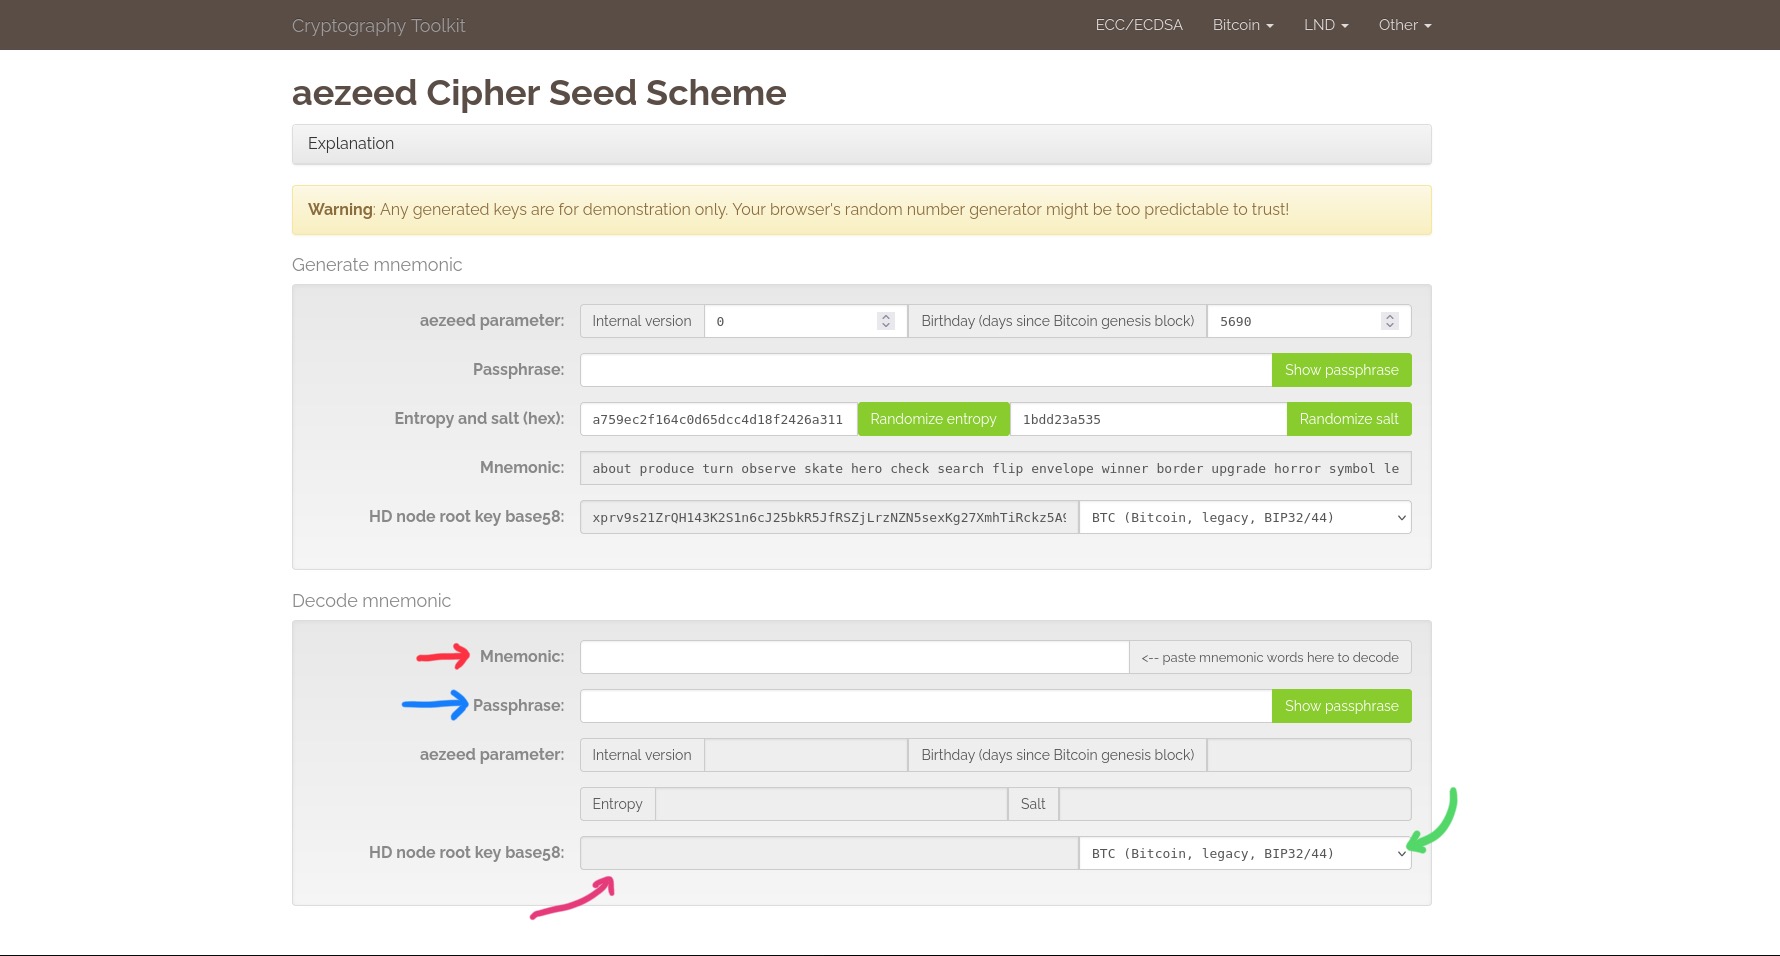 Cryptography Toolkit ECC/ECDSA Bitcoin LND Other
aezeed Cipher Seed Scheme
Explanation
Warning: Any generated keys are for demonstration only. Your browser's random number generator might be too predictable to trust!
Generate mnemonic
aezeed parameter: Internal version 0 Birthday (days since Bitcoin genesis block) 5690
Passphrase: Show passphrase
Entropy and salt (hex): a759ec2f164c0d65dcc4d18f2426a311 Randomize entropy 1bdd23a535 Randomize salt
Mnemonic: about produce turn observe skate hero check search flip envelope winner border upgrade horror symbol le
HD node root key base58: xprv9s21ZrQH143K2S1n6cJ25bkR5JfRSZjLrzNZN5sexKg27XmhTiRckz5A9 BTC (Bitcoin, legacy, BIP32/44)
Decode mnemonic
Mnemonic: <-- paste mnemonic words here to decode
Passphrase: Show passphrase
aezeed parameter: Internal version Birthday (days since Bitcoin genesis block)
Entropy Salt
HD node root key base58: BTC (Bitcoin, legacy, BIP32/44)